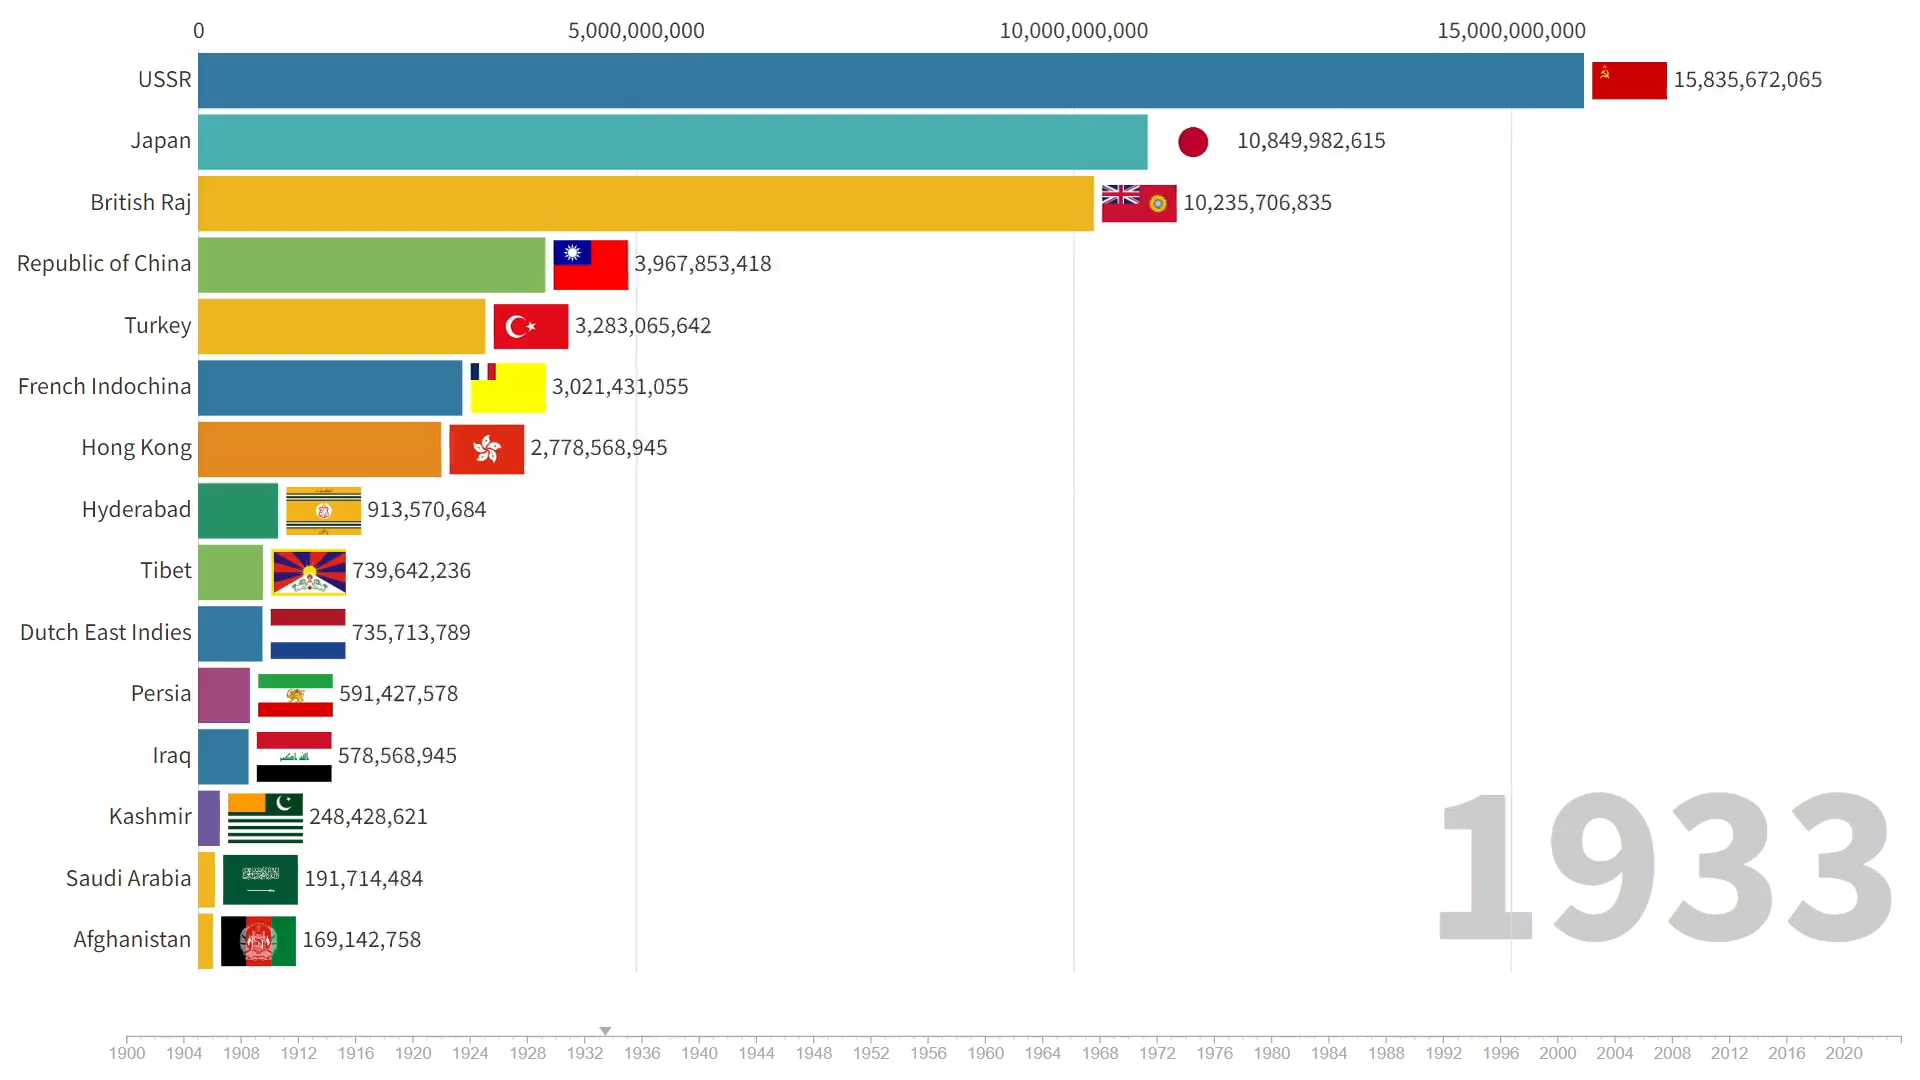 0 5,000,000,000 10,000,000,000 15,000,000,000
USSR 15,835,672,065
Japan 10,849,982,615
British Raj 10,235,706,835
Republic of China 3,967,853,418
Turkey 3,283,065,642
French Indochina 3,021,431,055
Hong Kong 2,778,568,945
Hyderabad 913,570,684
Tibet 739,642,236
Dutch East Indies 735,713,789
Persia 591,427,578
Iraq 578,568,945
Kashmir 248,428,621
Saudi Arabia 191,714,484
Afghanistan 169,142,758
1933
1900 1904 1908 1912 1916 1920 1924 1928 1932 1936 1940 1944 1948 1952 1956 1960 1964 1968 1972 1976 1980 1984 1988 1992 1996 2000 2004 2008 2012 2016 2020